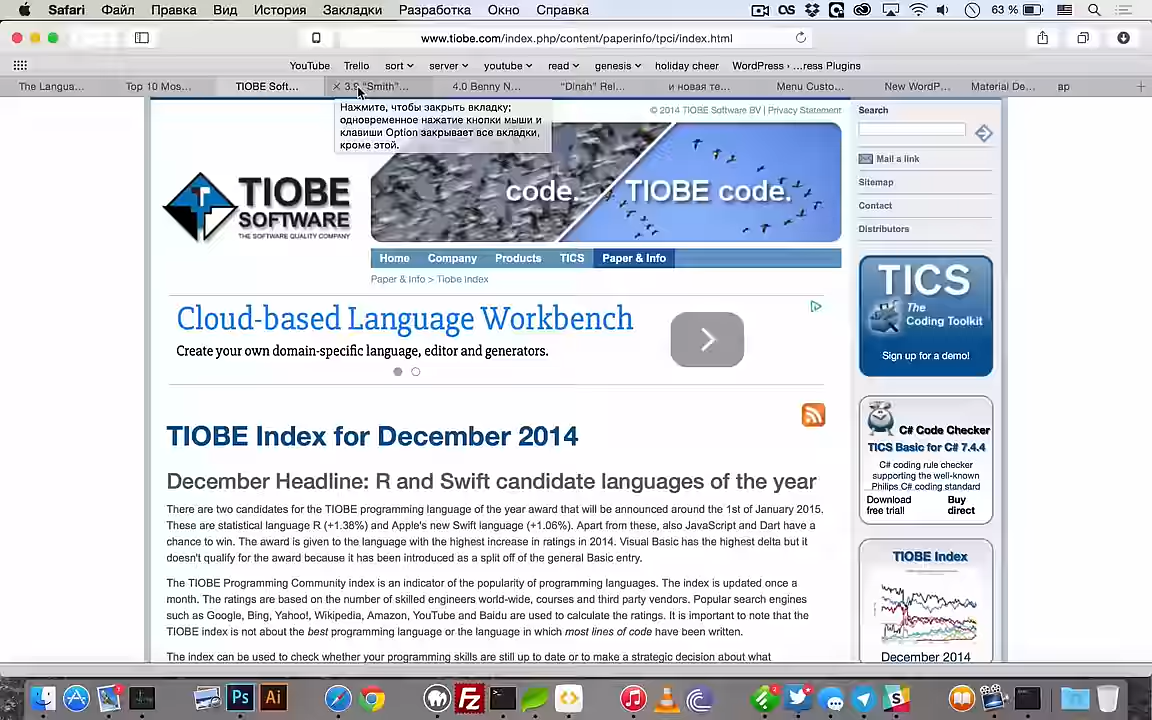 Safari Файл Правка Вид История Закладки Разработка Окно Справка 63 %
www.tiobe.com/index.php/content/paperinfo/tpci/index.html
YouTube Trello sort server youtube read genesis holiday cheer WordPress › ...ress Plugins
The Langua... Top 10 Mos... TIOBE Soft... 3.9 "Smith"... 4.0 Benny N... "Dinah" Rel... и новая те... Menu Custo... New WordP... Material De... ap
Нажмите, чтобы закрыть вкладку;
одновременное нажатие кнопки мыши и
клавиши Option закрывает все вкладки,
кроме этой.
© 2014 TIOBE Software BV | Privacy Statement
TIOBE
SOFTWARE
THE SOFTWARE QUALITY COMPANY
code. TIOBE code.
Home Company Products TICS Paper & Info
Paper & Info > Tiobe Index
Cloud-based Language Workbench
Create your own domain-specific language, editor and generators.
TIOBE Index for December 2014
December Headline: R and Swift candidate languages of the year
There are two candidates for the TIOBE programming language of the year award that will be announced around the 1st of January 2015.
These are statistical language R (+1.38%) and Apple's new Swift language (+1.06%). Apart from these, also JavaScript and Dart have a
chance to win. The award is given to the language with the highest increase in ratings in 2014. Visual Basic has the highest delta but it
doesn't qualify for the award because it has been introduced as a split off of the general Basic entry.
The TIOBE Programming Community index is an indicator of the popularity of programming languages. The index is updated once a
month. The ratings are based on the number of skilled engineers world-wide, courses and third party vendors. Popular search engines
such as Google, Bing, Yahoo!, Wikipedia, Amazon, YouTube and Baidu are used to calculate the ratings. It is important to note that the
TIOBE index is not about the best programming language or the language in which most lines of code have been written.
The index can be used to check whether your programming skills are still up to date or to make a strategic decision about what
Search
Mail a link
Sitemap
Contact
Distributors
TICS
The
Coding Toolkit
Sign up for a demo!
C# Code Checker
TICS Basic for C# 7.4.4
C# coding rule checker
supporting the well-known
Philips C# coding standard
Download Buy
free trail! direct
TIOBE Index
December 2014
Ps Ai Fz S